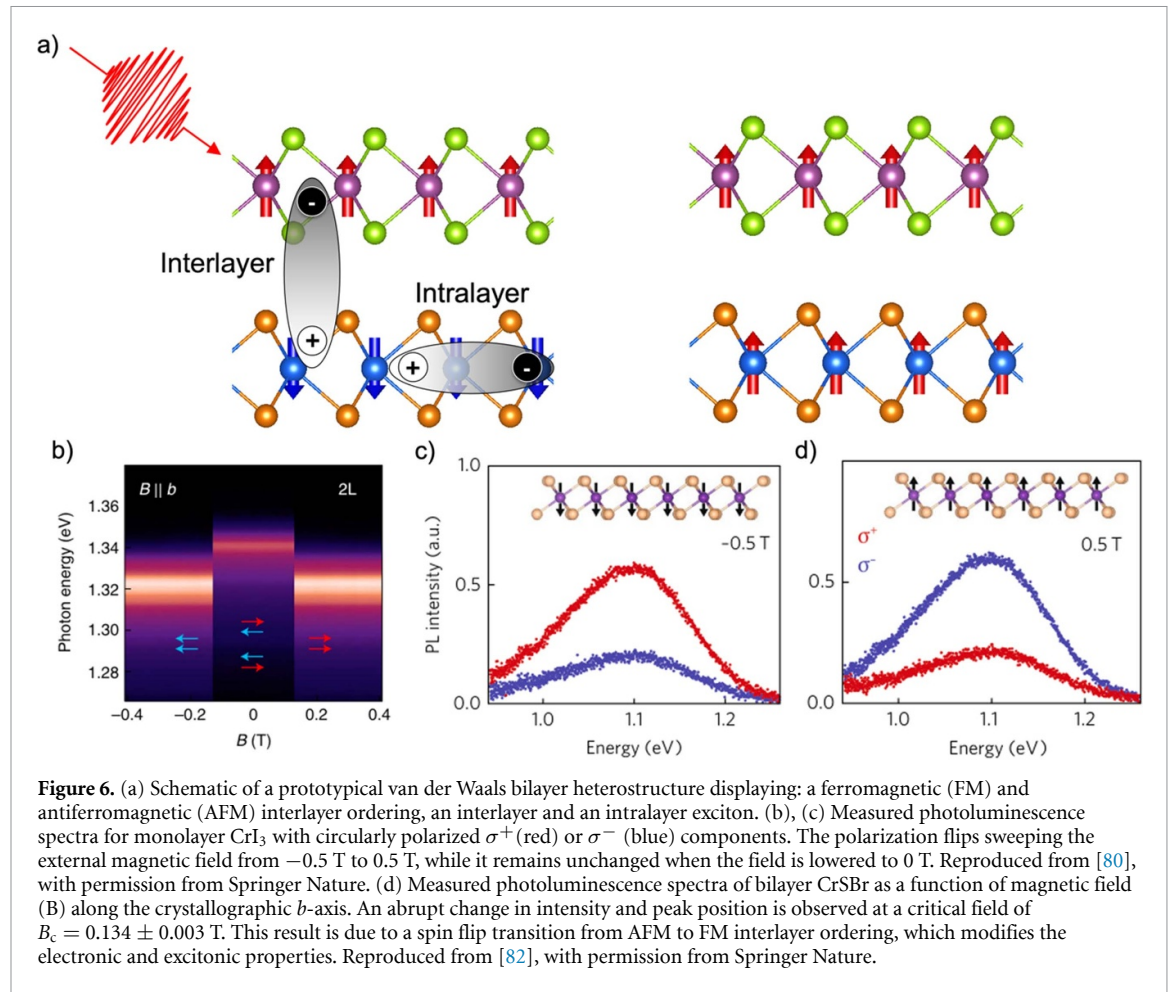 a)
-
Interlayer
Intralayer
+
+ -
b)
B || b 2L
1.36
1.34
1.32
1.30
1.28
Photon energy (eV)
−0.4 −0.2 0 0.2 0.4
B (T)
c)
1.0
0.5
0.0
PL intensity (a.u.)
−0.5 T
1.0 1.1 1.2
Energy (eV)
d)
σ+
σ−
0.5 T
0.5
0.0
1.0 1.1 1.2
Energy (eV)
Figure 6. (a) Schematic of a prototypical van der Waals bilayer heterostructure displaying: a ferromagnetic (FM) and
antiferromagnetic (AFM) interlayer ordering, an interlayer and an intralayer exciton. (b), (c) Measured photoluminescence
spectra for monolayer CrI₃ with circularly polarized σ⁺(red) or σ⁻ (blue) components. The polarization flips sweeping the
external magnetic field from −0.5 T to 0.5 T, while it remains unchanged when the field is lowered to 0 T. Reproduced from [80],
with permission from Springer Nature. (d) Measured photoluminescence spectra of bilayer CrSBr as a function of magnetic field
(B) along the crystallographic b-axis. An abrupt change in intensity and peak position is observed at a critical field of
Bc = 0.134 ± 0.003 T. This result is due to a spin flip transition from AFM to FM interlayer ordering, which modifies the
electronic and excitonic properties. Reproduced from [82], with permission from Springer Nature.